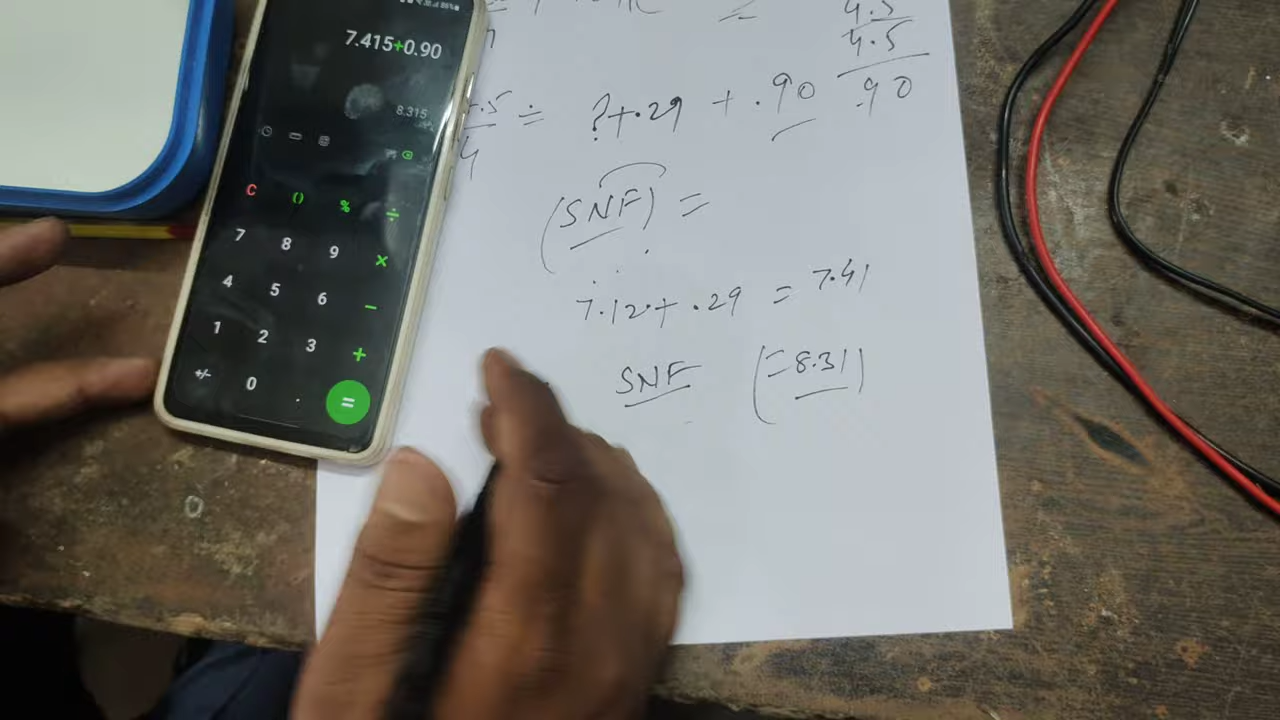 4.5
4.5
.90
? + .29 + .90
(SNF) =
7.12 + .29 = 7.41
SNF (= 8.31)
7.415+0.90
8.315
C () % ÷
7 8 9 ×
4 5 6 −
1 2 3 +
+/- 0 . =